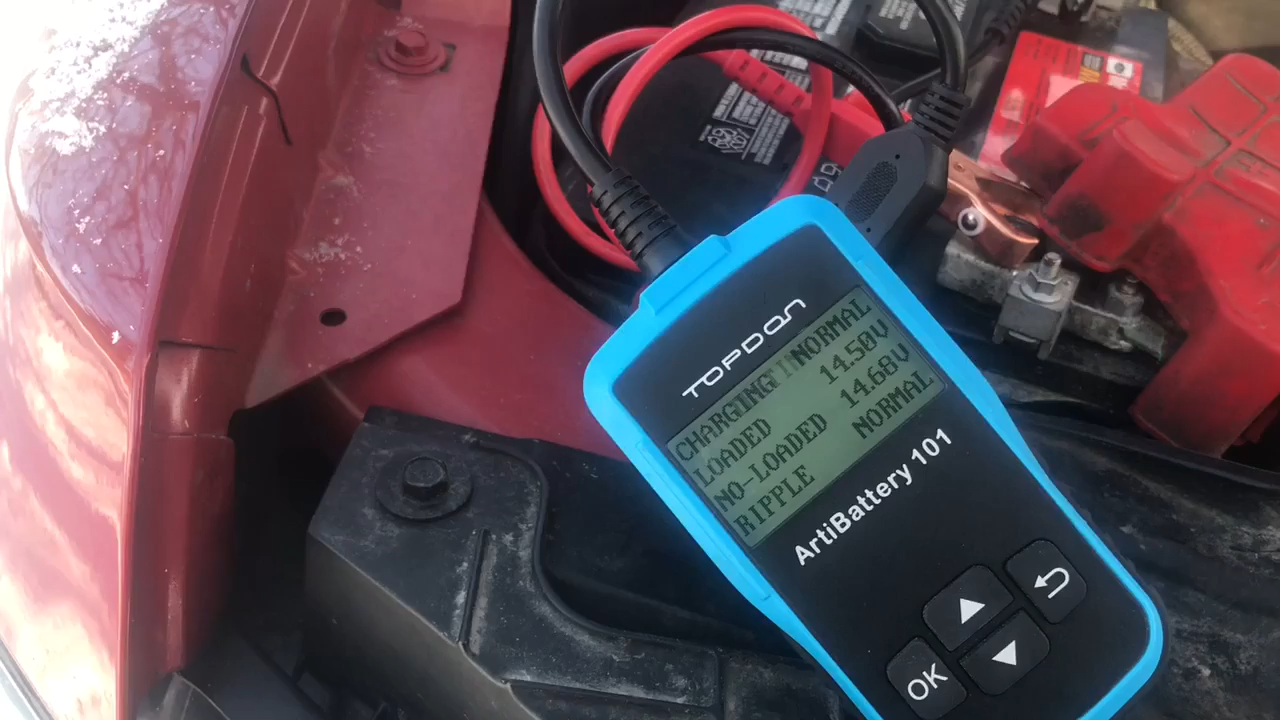 TOPDON
CHARGING NORMAL
LOADED 14.50V
NO-LOADED 14.68V
RIPPLE NORMAL
ArtiBattery 101
OK